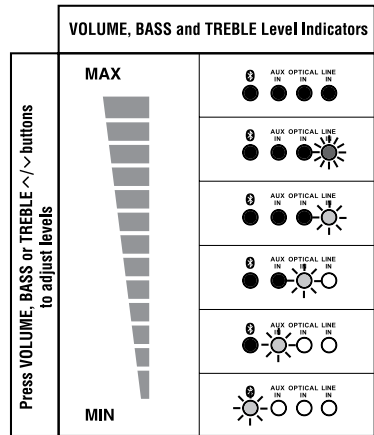 VOLUME, BASS and TREBLE Level Indicators
Press VOLUME, BASS or TREBLE ︿/﹀ buttons
to adjust levels
MAX
MIN
AUX OPTICAL LINE
IN IN IN
AUX OPTICAL LINE
IN IN IN
AUX OPTICAL LINE
IN IN IN
AUX OPTICAL LINE
IN IN IN
AUX OPTICAL LINE
IN IN IN
AUX OPTICAL LINE
IN IN IN